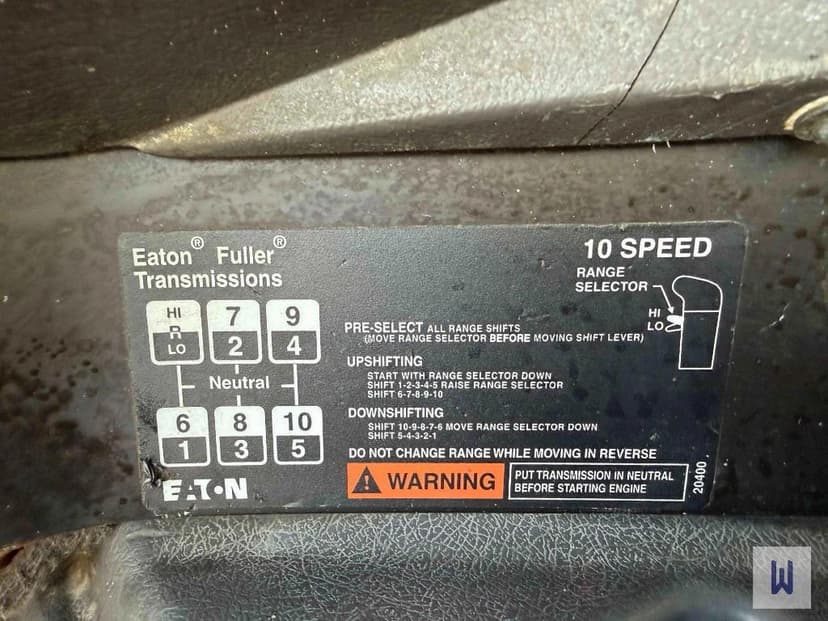 Eaton® Fuller®
Transmissions
10 SPEED
RANGE
SELECTOR
HI
LO
HI
R
LO
7
2
9
4
Neutral
6
1
8
3
10
5
PRE-SELECT ALL RANGE SHIFTS
(MOVE RANGE SELECTOR BEFORE MOVING SHIFT LEVER)
UPSHIFTING
START WITH RANGE SELECTOR DOWN
SHIFT 1-2-3-4-5 RAISE RANGE SELECTOR
SHIFT 6-7-8-9-10
DOWNSHIFTING
SHIFT 10-9-8-7-6 MOVE RANGE SELECTOR DOWN
SHIFT 5-4-3-2-1
DO NOT CHANGE RANGE WHILE MOVING IN REVERSE
WARNING
PUT TRANSMISSION IN NEUTRAL
BEFORE STARTING ENGINE
20400
EATON
W